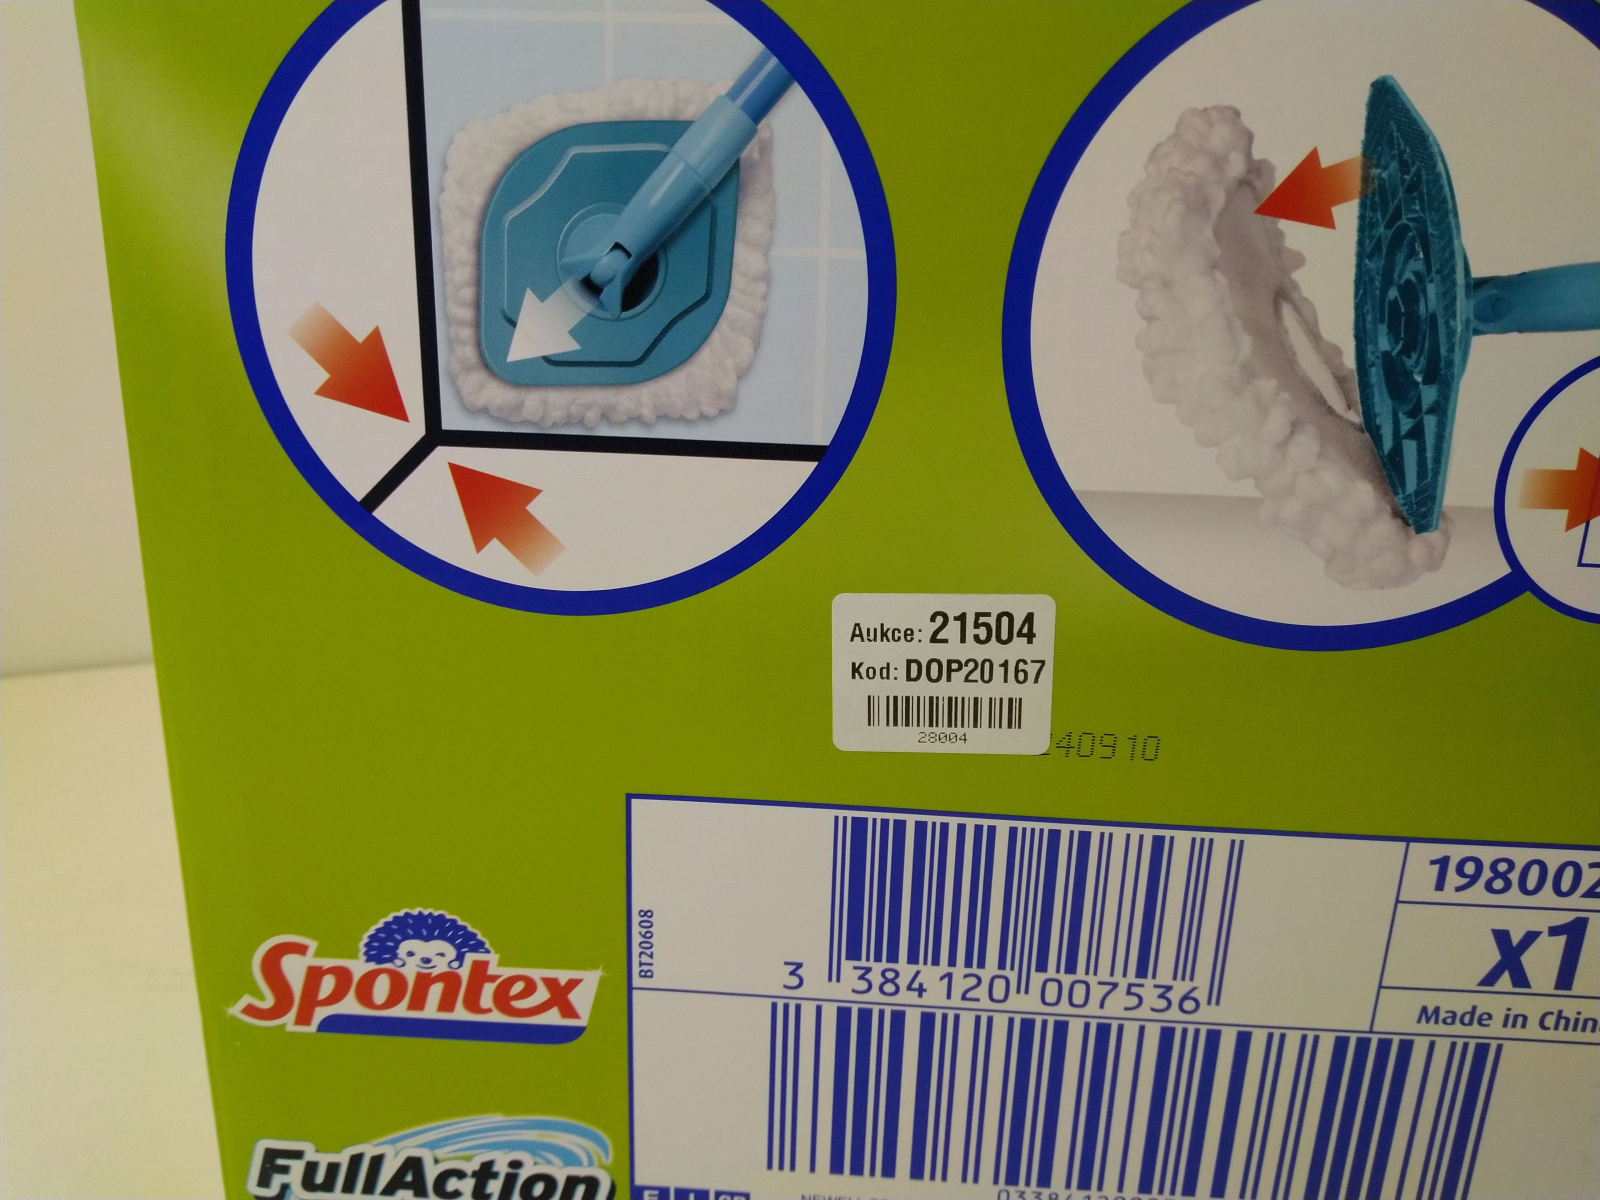 Aukce: 21504
Kod: DOP20167
28004
40910
BT20608
3 384120 007536
198002
x1
Made in Chin
Spontex
FullAction